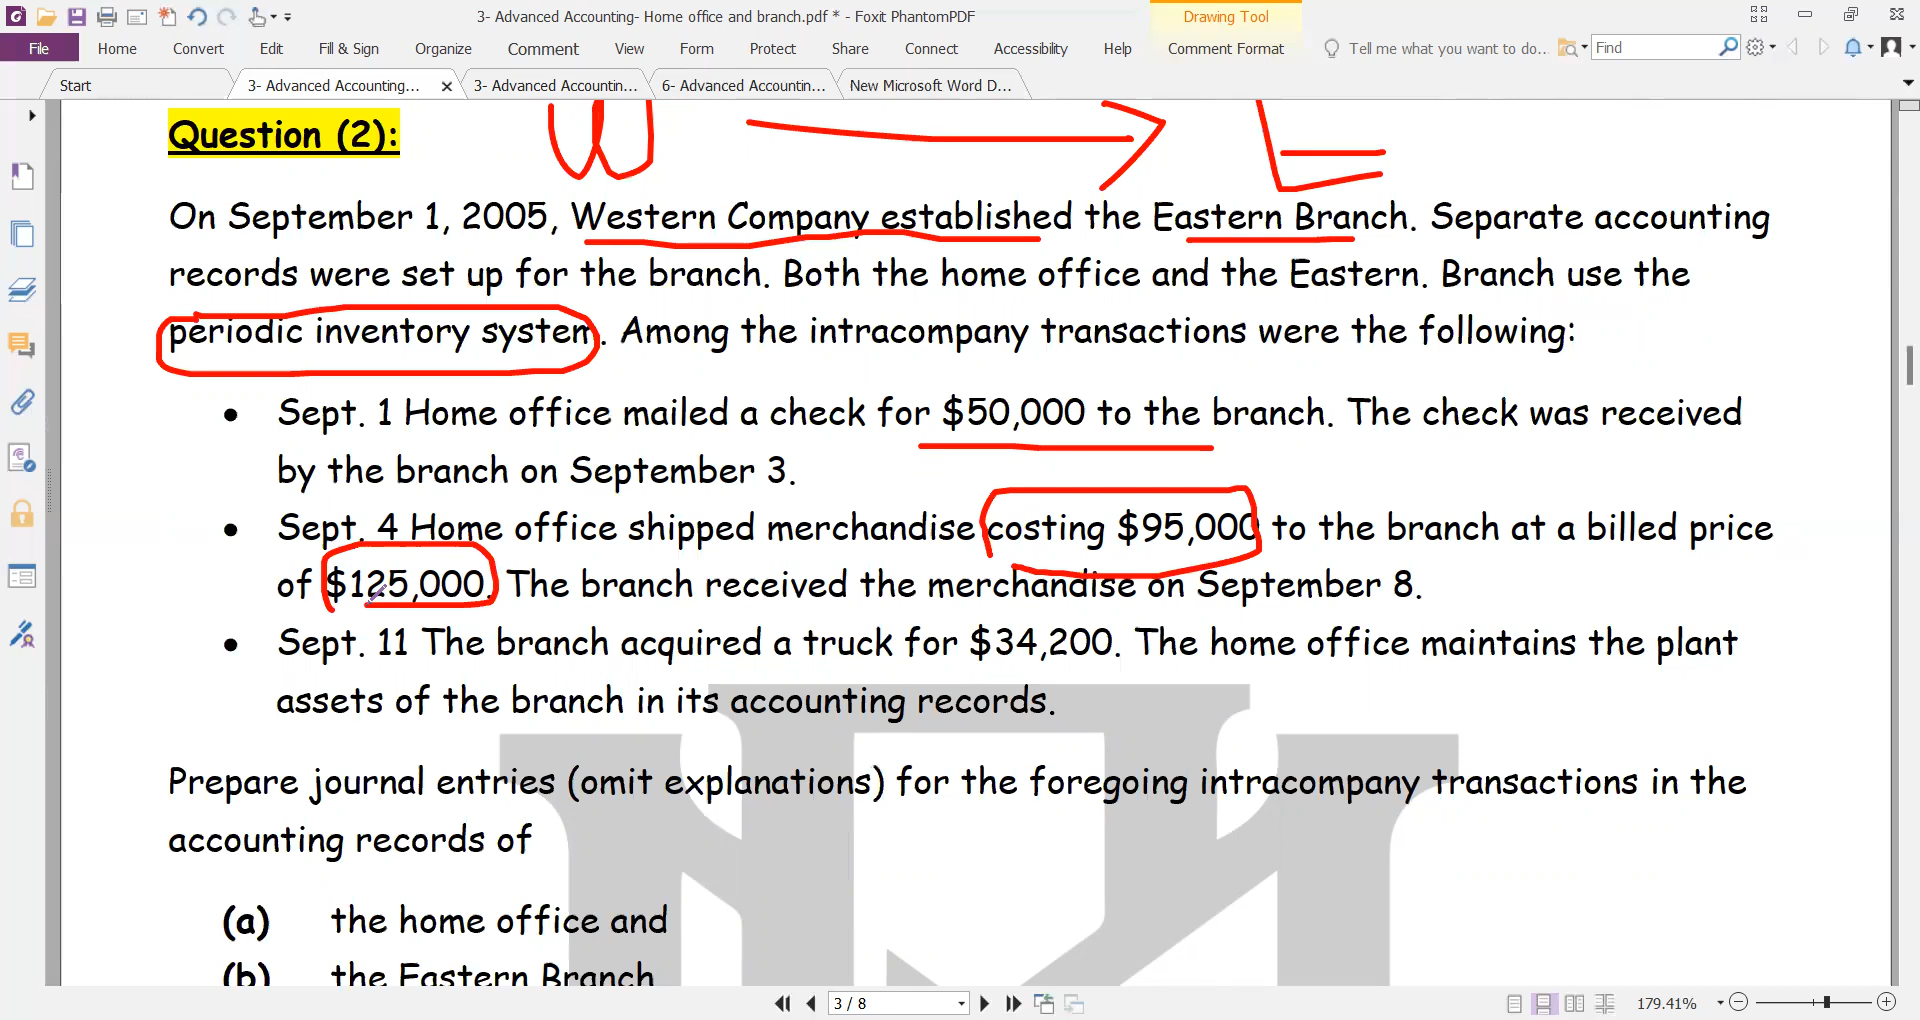 3- Advanced Accounting- Home office and branch.pdf * - Foxit PhantomPDF
Drawing Tool
File Home Convert Edit Fill & Sign Organize Comment View Form Protect Share Connect Accessibility Help Comment Format Tell me what you want to do... Find
Start 3- Advanced Accounting... 3- Advanced Accountin... 6- Advanced Accountin... New Microsoft Word D...
Question (2):
On September 1, 2005, Western Company established the Eastern Branch. Separate accounting
records were set up for the branch. Both the home office and the Eastern. Branch use the
periodic inventory system. Among the intracompany transactions were the following:
• Sept. 1 Home office mailed a check for $50,000 to the branch. The check was received
by the branch on September 3.
• Sept. 4 Home office shipped merchandise costing $95,000 to the branch at a billed price
of $125,000. The branch received the merchandise on September 8.
• Sept. 11 The branch acquired a truck for $34,200. The home office maintains the plant
assets of the branch in its accounting records.
Prepare journal entries (omit explanations) for the foregoing intracompany transactions in the
accounting records of
(a) the home office and
(b) the Eastern Branch
3 / 8
179.41%